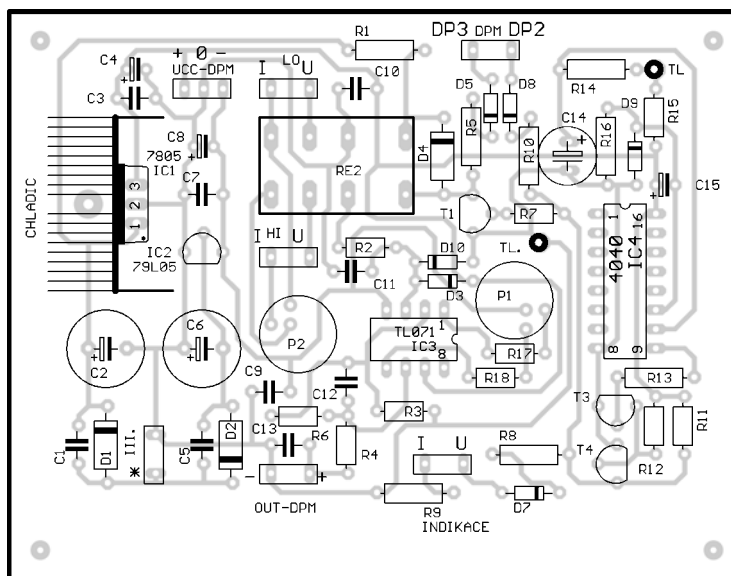 DP3 DPM DP2
R1
C4
+ 0 -
UCC-DPM
LO
I U
C10
C3
D5
D8
R14
TL
R15
D9
C14
+
R16
R10
R5
D4
C8
+
7805
IC1
C7
RE2
C15
+
CHLADIC
3
2
1
T1
R7
IC2
79L05
HI
I U
R2
D10
TL.
C11
D3
P1
1 16
4040
IC4
8 9
C6
+
C2
+
P2
TL071
IC3
1
8
R17
R18
R13
C9
C12
T3
R3
R11
R12
C1
D1
III.
*
C5
D2
C13
R6
R4
I U
R8
T4
- +
OUT-DPM
R9
INDIKACE
D7
+